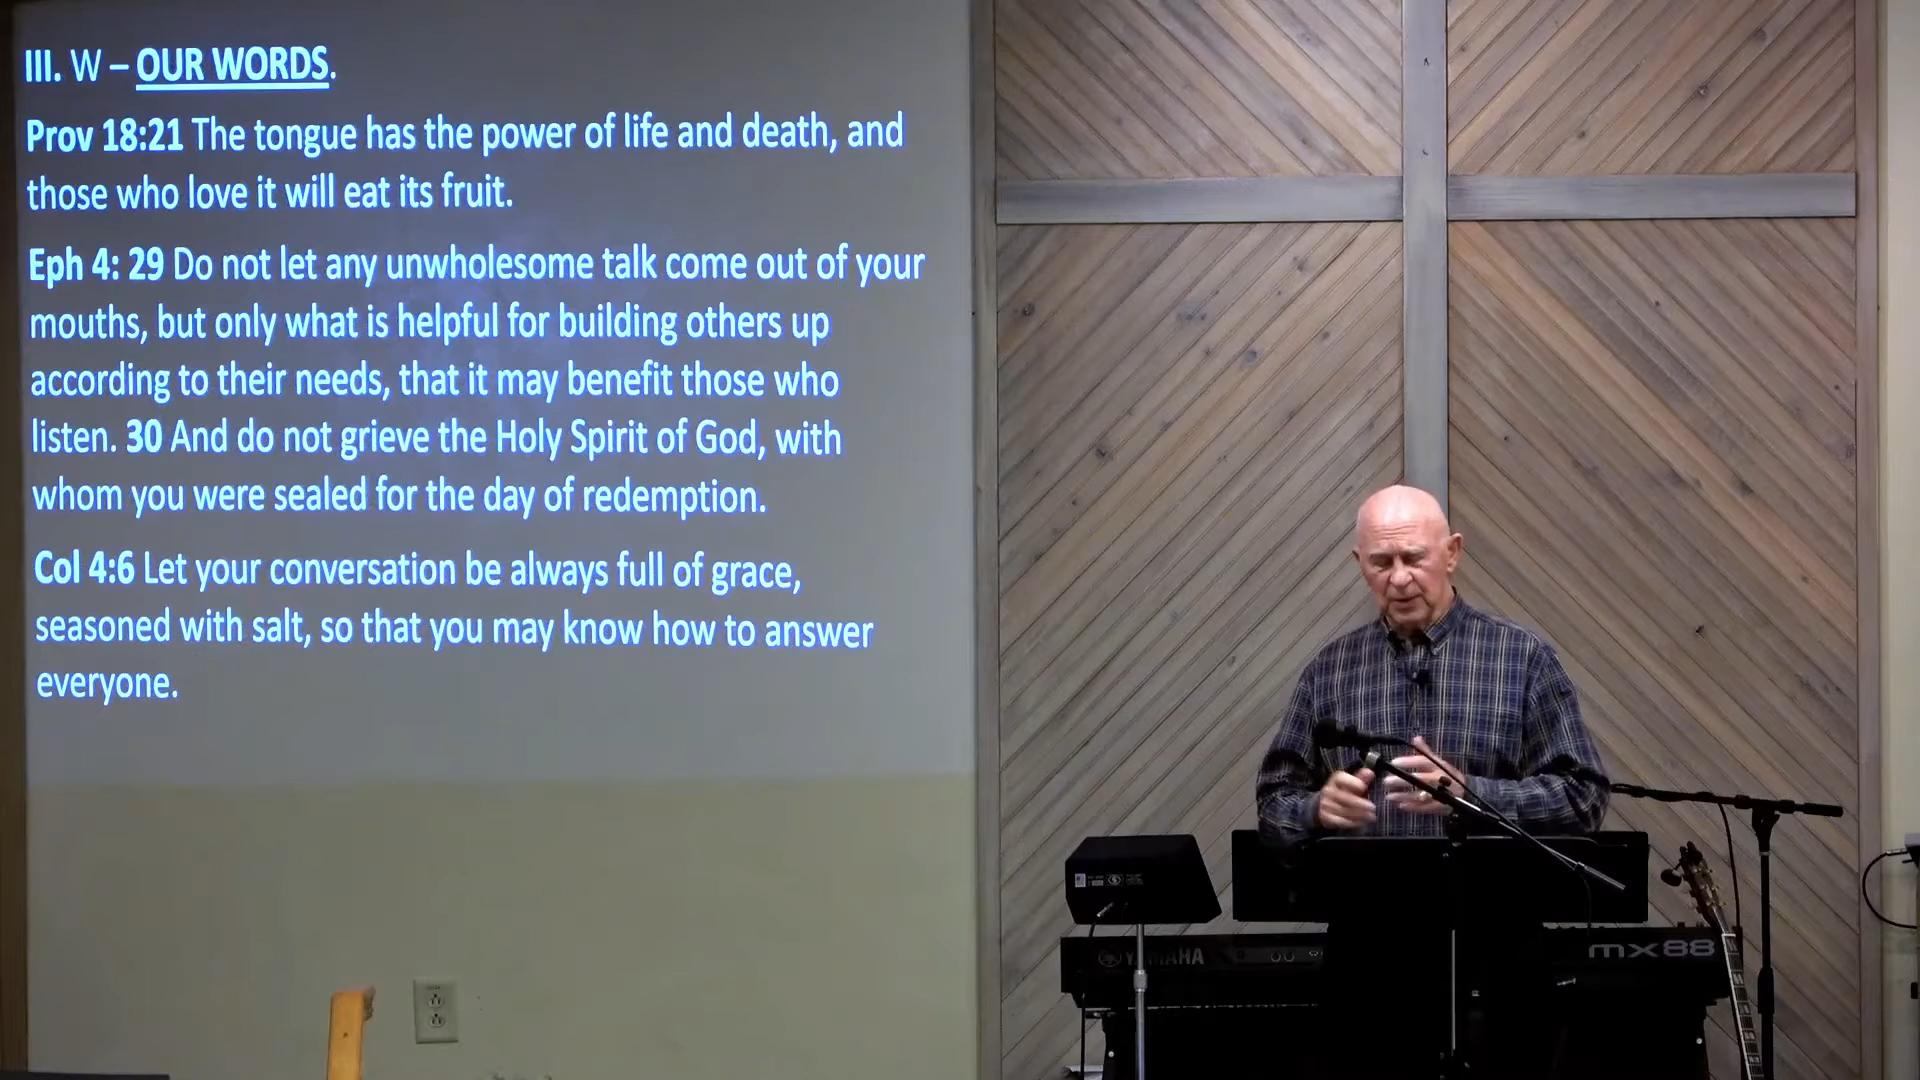 III. W – OUR WORDS.
Prov 18:21 The tongue has the power of life and death, and
those who love it will eat its fruit.
Eph 4: 29 Do not let any unwholesome talk come out of your
mouths, but only what is helpful for building others up
according to their needs, that it may benefit those who
listen. 30 And do not grieve the Holy Spirit of God, with
whom you were sealed for the day of redemption.
Col 4:6 Let your conversation be always full of grace,
seasoned with salt, so that you may know how to answer
everyone.
YAMAHA
MX88